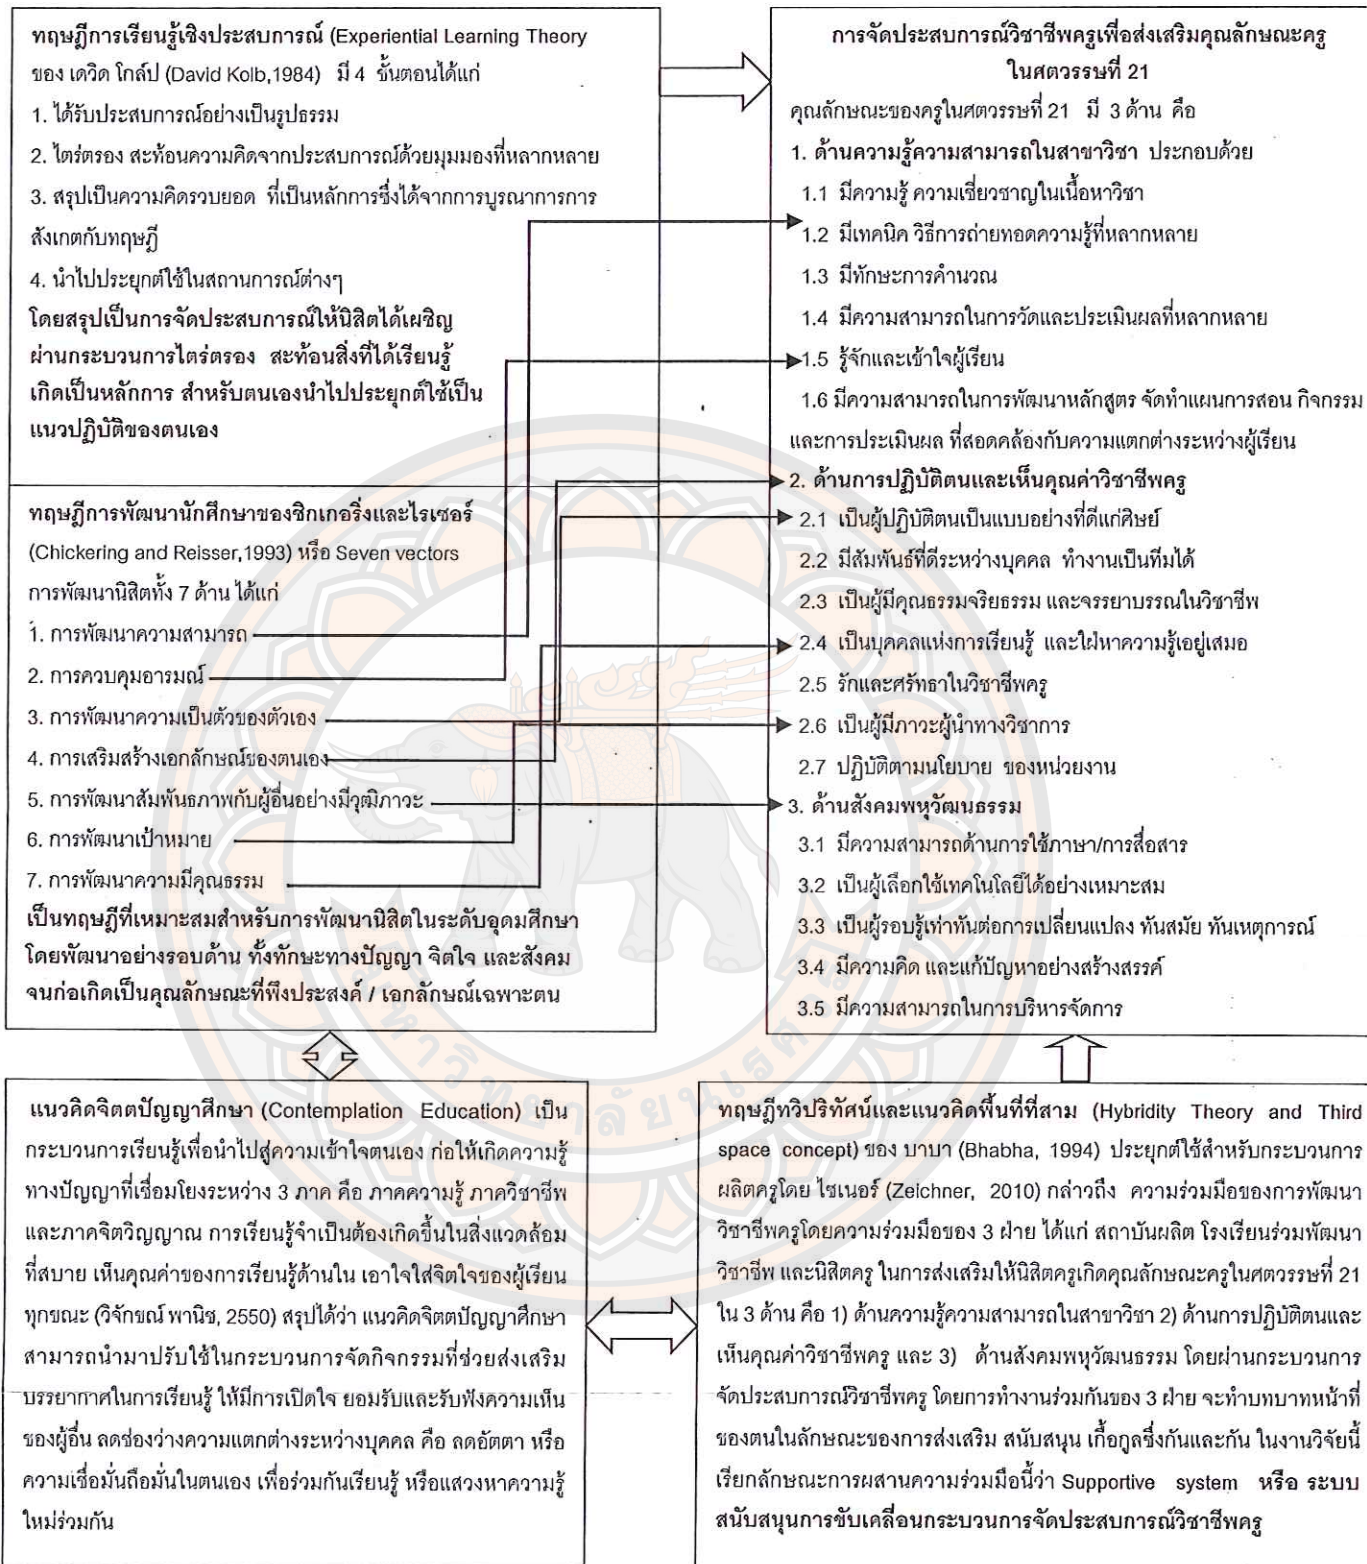 ทฤษฎีการเรียนรู้เชิงประสบการณ์ (Experiential Learning Theory
ของ เดวิด โกล์ป (David Kolb,1984) มี 4 ขั้นตอนได้แก่
1. ได้รับประสบการณ์อย่างเป็นรูปธรรม
2. ไตร่ตรอง สะท้อนความคิดจากประสบการณ์ด้วยมุมมองที่หลากหลาย
3. สรุปเป็นความคิดรวบยอด ที่เป็นหลักการซึ่งได้จากการบูรณาการการ
สังเกตกับทฤษฎี
4. นำไปประยุกต์ใช้ในสถานการณ์ต่างๆ
โดยสรุปเป็นการจัดประสบการณ์ให้นิสิตได้เผชิญ
ผ่านกระบวนการไตร่ตรอง สะท้อนสิ่งที่ได้เรียนรู้
เกิดเป็นหลักการ สำหรับตนเองนำไปประยุกต์ใช้เป็น
แนวปฏิบัติของตนเอง
ทฤษฎีการพัฒนานักศึกษาของชิกเกอริ่งและไรเซอร์
(Chickering and Reisser,1993) หรือ Seven vectors
การพัฒนานิสิตทั้ง 7 ด้าน ได้แก่
1. การพัฒนาความสามารถ
2. การควบคุมอารมณ์
3. การพัฒนาความเป็นตัวของตัวเอง
4. การเสริมสร้างเอกลักษณ์ของตนเอง
5. การพัฒนาสัมพันธภาพกับผู้อื่นอย่างมีวุฒิภาวะ
6. การพัฒนาเป้าหมาย
7. การพัฒนาความมีคุณธรรม
เป็นทฤษฎีที่เหมาะสมสำหรับการพัฒนานิสิตในระดับอุดมศึกษา
โดยพัฒนาอย่างรอบด้าน ทั้งทักษะทางปัญญา จิตใจ และสังคม
จนก่อเกิดเป็นคุณลักษณะที่พึงประสงค์ / เอกลักษณ์เฉพาะตน
การจัดประสบการณ์วิชาชีพครูเพื่อส่งเสริมคุณลักษณะครู
ในศตวรรษที่ 21
คุณลักษณะของครูในศตวรรษที่ 21 มี 3 ด้าน คือ
1. ด้านความรู้ความสามารถในสาขาวิชา ประกอบด้วย
1.1 มีความรู้ ความเชี่ยวชาญในเนื้อหาวิชา
1.2 มีเทคนิค วิธีการถ่ายทอดความรู้ที่หลากหลาย
1.3 มีทักษะการคำนวณ
1.4 มีความสามารถในการวัดและประเมินผลที่หลากหลาย
1.5 รู้จักและเข้าใจผู้เรียน
1.6 มีความสามารถในการพัฒนาหลักสูตร จัดทำแผนการสอน กิจกรรม
และการประเมินผล ที่สอดคล้องกับความแตกต่างระหว่างผู้เรียน
2. ด้านการปฏิบัติตนและเห็นคุณค่าวิชาชีพครู
2.1 เป็นผู้ปฏิบัติตนเป็นแบบอย่างที่ดีแก่ศิษย์
2.2 มีสัมพันธ์ที่ดีระหว่างบุคคล ทำงานเป็นทีมได้
2.3 เป็นผู้มีคุณธรรมจริยธรรม และจรรยาบรรณในวิชาชีพ
2.4 เป็นบุคคลแห่งการเรียนรู้ และใฝ่หาความรู้เอยู่เสมอ
2.5 รักและศรัทธาในวิชาชีพครู
2.6 เป็นผู้มีภาวะผู้นำทางวิชาการ
2.7 ปฏิบัติตามนโยบาย ของหน่วยงาน
3. ด้านสังคมพหุวัฒนธรรม
3.1 มีความสามารถด้านการใช้ภาษา/การสื่อสาร
3.2 เป็นผู้เลือกใช้เทคโนโลยีได้อย่างเหมาะสม
3.3 เป็นผู้รอบรู้เท่าทันต่อการเปลี่ยนแปลง ทันสมัย ทันเหตุการณ์
3.4 มีความคิด และแก้ปัญหาอย่างสร้างสรรค์
3.5 มีความสามารถในการบริหารจัดการ
แนวคิดจิตตปัญญาศึกษา (Contemplation Education) เป็น
กระบวนการเรียนรู้เพื่อนำไปสู่ความเข้าใจตนเอง ก่อให้เกิดความรู้
ทางปัญญาที่เชื่อมโยงระหว่าง 3 ภาค คือ ภาคความรู้ ภาควิชาชีพ
และภาคจิตวิญญาณ การเรียนรู้จำเป็นต้องเกิดขึ้นในสิ่งแวดล้อม
ที่สบาย เห็นคุณค่าของการเรียนรู้ด้านใน เอาใจใส่จิตใจของผู้เรียน
ทุกขณะ (วิจักขณ์ พานิช, 2550) สรุปได้ว่า แนวคิดจิตตปัญญาศึกษา
สามารถนำมาปรับใช้ในกระบวนการจัดกิจกรรมที่ช่วยส่งเสริม
บรรยากาศในการเรียนรู้ ให้มีการเปิดใจ ยอมรับและรับฟังความเห็น
ของผู้อื่น ลดช่องว่างความแตกต่างระหว่างบุคคล คือ ลดอัตตา หรือ
ความเชื่อมั่นถือมั่นในตนเอง เพื่อร่วมกันเรียนรู้ หรือแสวงหาความรู้
ใหม่ร่วมกัน
ทฤษฎีทวิปริทัศน์และแนวคิดพื้นที่ที่สาม (Hybridity Theory and Third
space concept) ของ บาบา (Bhabha, 1994) ประยุกต์ใช้สำหรับกระบวนการ
ผลิตครูโดย ไซเนอร์ (Zeichner, 2010) กล่าวถึง ความร่วมมือของการพัฒนา
วิชาชีพครูโดยความร่วมมือของ 3 ฝ่าย ได้แก่ สถาบันผลิต โรงเรียนร่วมพัฒนา
วิชาชีพ และนิสิตครู ในการส่งเสริมให้นิสิตครูเกิดคุณลักษณะครูในศตวรรษที่ 21
ใน 3 ด้าน คือ 1) ด้านความรู้ความสามารถในสาขาวิชา 2) ด้านการปฏิบัติตนและ
เห็นคุณค่าวิชาชีพครู และ 3) ด้านสังคมพหุวัฒนธรรม โดยผ่านกระบวนการ
จัดประสบการณ์วิชาชีพครู โดยการทำงานร่วมกันของ 3 ฝ่าย จะทำบทบาทหน้าที่
ของตนในลักษณะของการส่งเสริม สนับสนุน เกื้อกูลซึ่งกันและกัน ในงานวิจัยนี้
เรียกลักษณะการผสานความร่วมมือนี้ว่า Supportive system หรือ ระบบ
สนับสนุนการขับเคลื่อนกระบวนการจัดประสบการณ์วิชาชีพครู
มหาวิทยาลัยนเรศวร